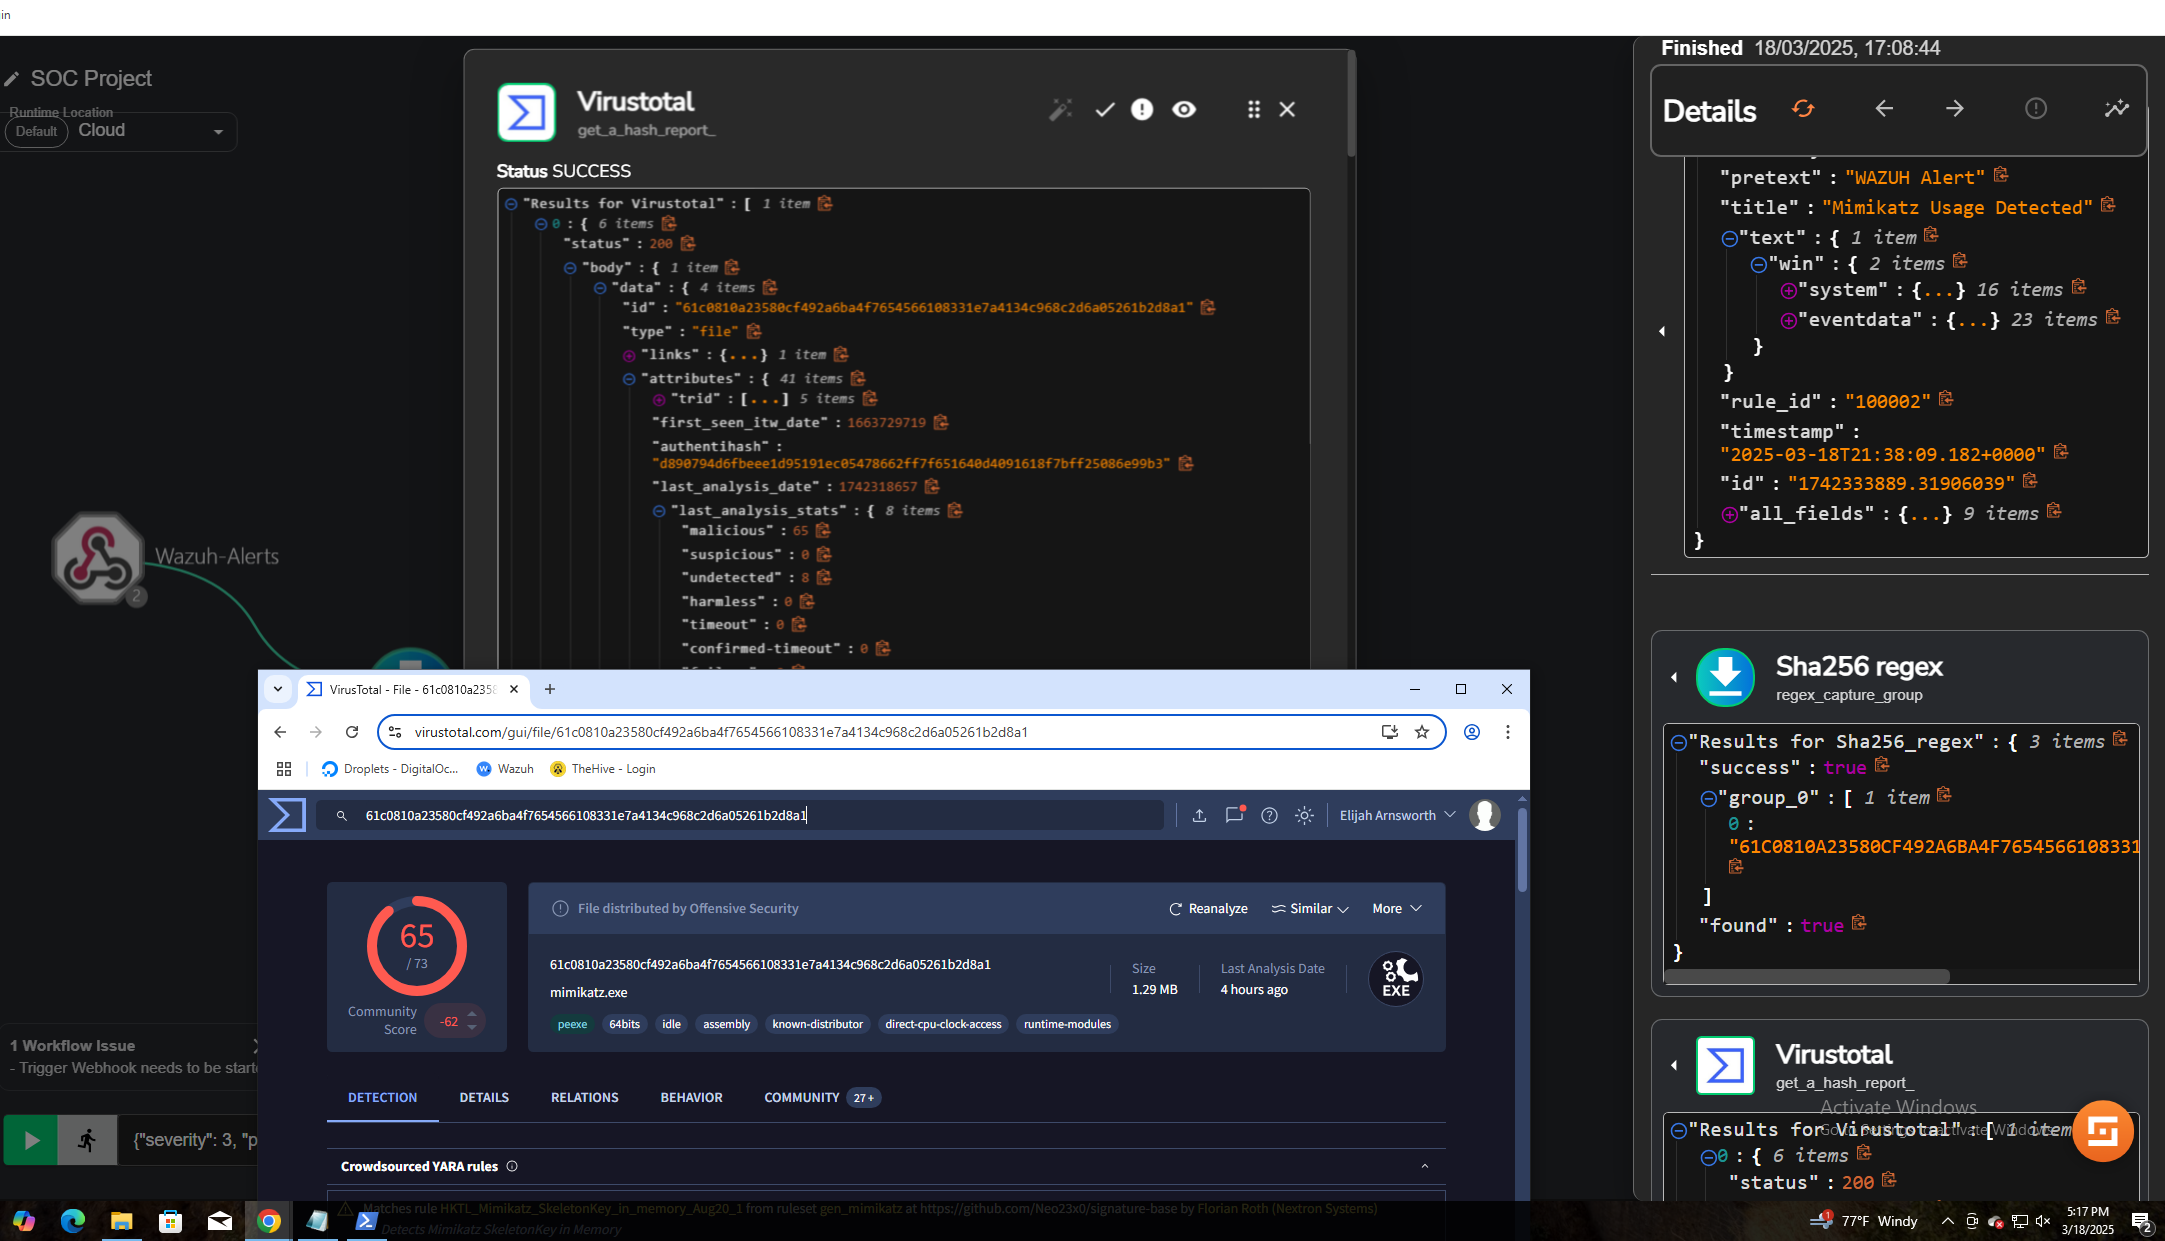 in
SOC Project
Runtime Location
Default Cloud
Wazuh-Alerts
2
1 Workflow Issue
- Trigger Webhook needs to be starte
{"severity": 3, "p
Virustotal
get_a_hash_report_
Status SUCCESS
"Results for Virustotal" : [ 1 item
0 : { 6 items
"status" : 200
"body" : { 1 item
"data" : { 4 items
"id" : "61c0810a23580cf492a6ba4f7654566108331e7a4134c968c2d6a05261b2d8a1"
"type" : "file"
"links" : {...} 1 item
"attributes" : { 41 items
"trid" : [...] 5 items
"first_seen_itw_date" : 1663729719
"authentihash" :
"d890794d6fbeee1d95191ec05478662ff7f651640d4091618f7bff25086e99b3"
"last_analysis_date" : 1742318657
"last_analysis_stats" : { 8 items
"malicious" : 65
"suspicious" : 0
"undetected" : 8
"harmless" : 0
"timeout" : 0
"confirmed-timeout" : 0
VirusTotal - File - 61c0810a2358
virustotal.com/gui/file/61c0810a23580cf492a6ba4f7654566108331e7a4134c968c2d6a05261b2d8a1
Droplets - DigitalOc... Wazuh TheHive - Login
61c0810a23580cf492a6ba4f7654566108331e7a4134c968c2d6a05261b2d8a1
Elijah Arnsworth
65
/ 73
Community
Score
-62
File distributed by Offensive Security
Reanalyze Similar More
61c0810a23580cf492a6ba4f7654566108331e7a4134c968c2d6a05261b2d8a1
mimikatz.exe
Size
1.29 MB
Last Analysis Date
4 hours ago
EXE
peexe 64bits idle assembly known-distributor direct-cpu-clock-access runtime-modules
DETECTION DETAILS RELATIONS BEHAVIOR COMMUNITY 27+
Crowdsourced YARA rules
Matches rule HKTL_Mimikatz_SkeletonKey_in_memory_Aug20_1 from ruleset gen_mimikatz at https://github.com/Neo23x0/signature-base by Florian Roth (Nextron Systems)
Detects Mimikatz SkeletonKey in Memory
Finished 18/03/2025, 17:08:44
Details
"pretext" : "WAZUH Alert"
"title" : "Mimikatz Usage Detected"
"text" : { 1 item
"win" : { 2 items
"system" : {...} 16 items
"eventdata" : {...} 23 items
}
}
"rule_id" : "100002"
"timestamp" :
"2025-03-18T21:38:09.182+0000"
"id" : "1742333889.31906039"
"all_fields" : {...} 9 items
}
Sha256 regex
regex_capture_group
"Results for Sha256_regex" : { 3 items
"success" : true
"group_0" : [ 1 item
0 :
"61C0810A23580CF492A6BA4F7654566108331
]
"found" : true
}
Virustotal
get_a_hash_report_
Activate Windows
Go to Settings to activate Windows.
"Results for Virustotal" : [ 1 item
0 : { 6 items
"status" : 200
1
77°F Windy
5:17 PM
3/18/2025
2